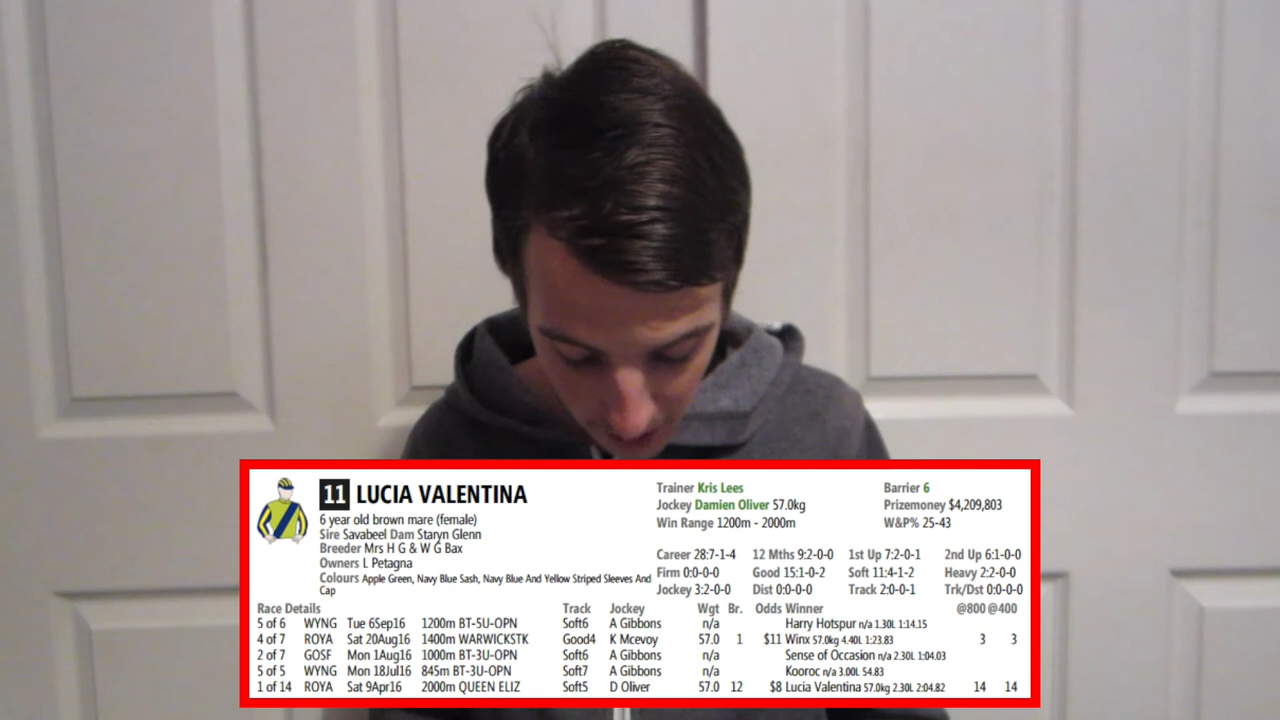 11 LUCIA VALENTINA
6 year old brown mare (female)
Sire Savabeel Dam Staryn Glenn
Breeder Mrs H G & W G Bax
Owners L Petagna
Colours Apple Green, Navy Blue Sash, Navy Blue And Yellow Striped Sleeves And
Cap
Trainer Kris Lees
Jockey Damien Oliver 57.0kg
Win Range 1200m - 2000m
Barrier 6
Prizemoney $4,209,803
W&P% 25-43
Career 28:7-1-4 12 Mths 9:2-0-0 1st Up 7:2-0-1 2nd Up 6:1-0-0
Firm 0:0-0-0 Good 15:1-0-2 Soft 11:4-1-2 Heavy 2:2-0-0
Jockey 3:2-0-0 Dist 0:0-0-0 Track 2:0-0-1 Trk/Dst 0:0-0-0
Race Details Track Jockey Wgt Br. Odds Winner @800 @400
5 of 6 WYNG Tue 6Sep16 1200m BT-5U-OPN Soft6 A Gibbons n/a Harry Hotspur n/a 1.30L 1:14.15
4 of 7 ROYA Sat 20Aug16 1400m WARWICKSTK Good4 K Mcevoy 57.0 1 $11 Winx 57.0kg 4.40L 1:23.83 3 3
2 of 7 GOSF Mon 1Aug16 1000m BT-3U-OPN Soft6 A Gibbons n/a Sense of Occasion n/a 2.30L 1:04.03
5 of 5 WYNG Mon 18Jul16 845m BT-3U-OPN Soft7 A Gibbons n/a Kooroc n/a 3.00L 54.83
1 of 14 ROYA Sat 9Apr16 2000m QUEEN ELIZ Soft5 D Oliver 57.0 12 $8 Lucia Valentina 57.0kg 2.30L 2:04.82 14 14